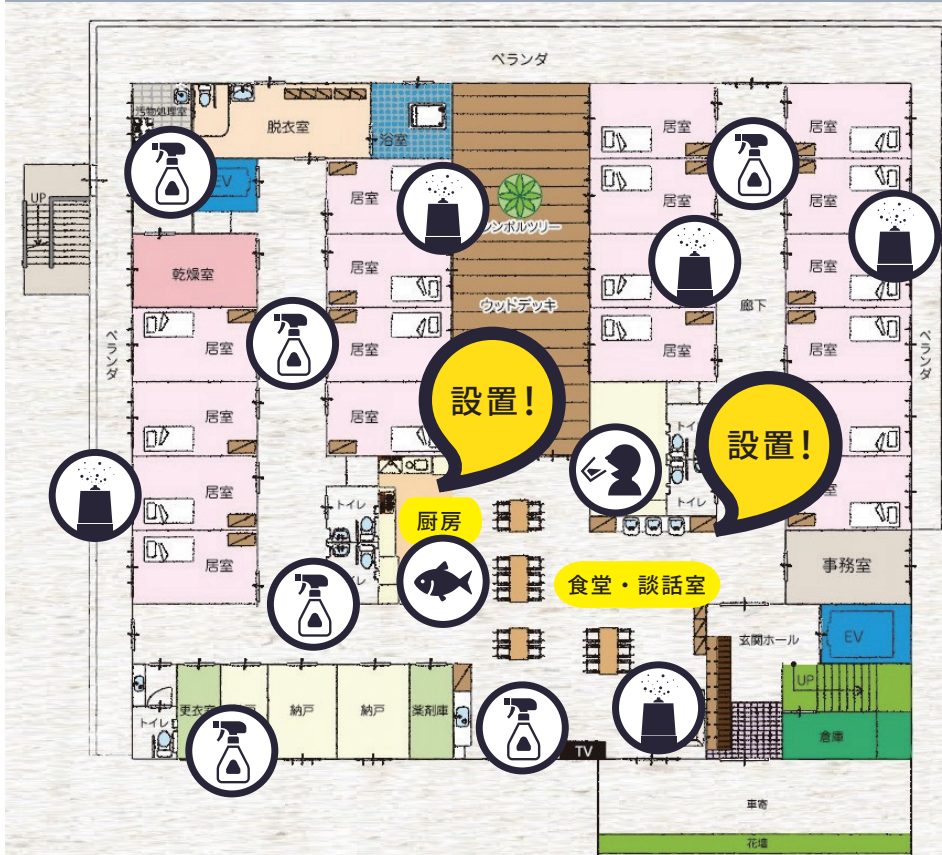 ベランダ
汚物処理室
脱衣室
浴室
居室
居室
EV
UP
居室
居室
居室
シンボルツリー
乾燥室
居室
居室
居室
ウッドデッキ
廊下
ベランダ
居室
居室
居室
居室
ベランダ
設置!
居室
居室
居室
設置!
トイレ
居室
トイレ
トイレ
居室
厨房
居室
事務室
食堂・談話室
玄関ホール
EV
UP
更衣室
納戸
納戸
薬剤庫
トイレ
倉庫
TV
車寄
花壇